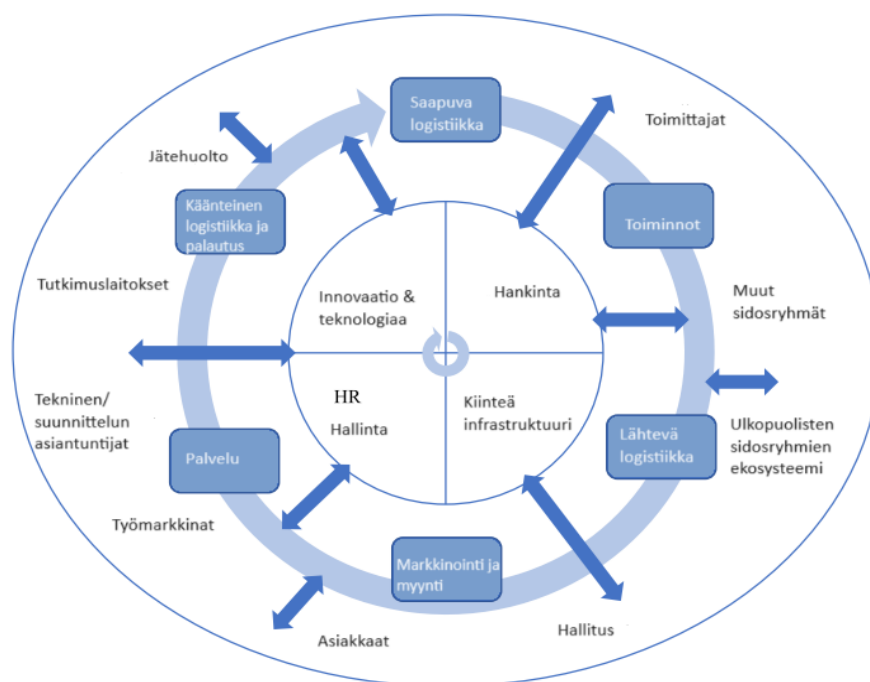 Saapuva
logistiikka
Toimittajat
Jätehuolto
Käänteinen
logistiikka ja
palautus
Toiminnot
Tutkimuslaitokset
Innovaatio &
teknologiaa
Hankinta
Muut
sidosryhmät
HR
Hallinta
Kiinteä
infrastruktuuri
Tekninen/
suunnittelun
asiantuntijat
Palvelu
Lähtevä
logistiikka
Ulkopuolisten
sidosryhmien
ekosysteemi
Työmarkkinat
Markkinointi ja
myynti
Asiakkaat
Hallitus